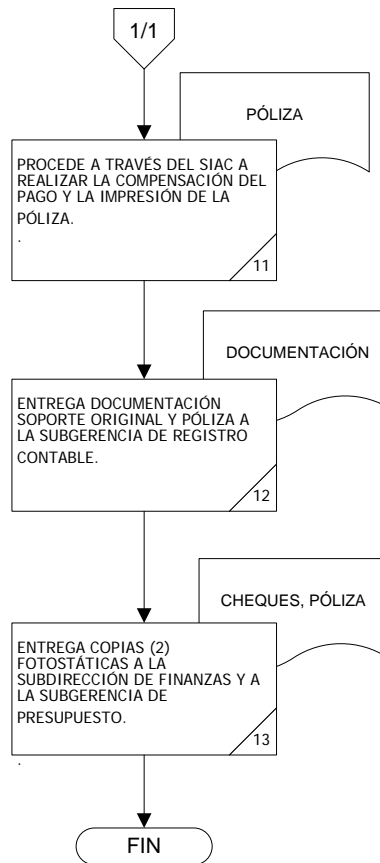 1/1
PÓLIZA
PROCEDE A TRAVÉS DEL SIAC A
REALIZAR LA COMPENSACIÓN DEL
PAGO Y LA IMPRESIÓN DE LA
PÓLIZA.
.
11
DOCUMENTACIÓN
ENTREGA DOCUMENTACIÓN
SOPORTE ORIGINAL Y PÓLIZA A
LA SUBGERENCIA DE REGISTRO
CONTABLE.
12
CHEQUES, PÓLIZA
ENTREGA COPIAS (2)
FOTOSTÁTICAS A LA
SUBDIRECCIÓN DE FINANZAS Y A
LA SUBGERENCIA DE
PRESUPUESTO.
13
.
FIN